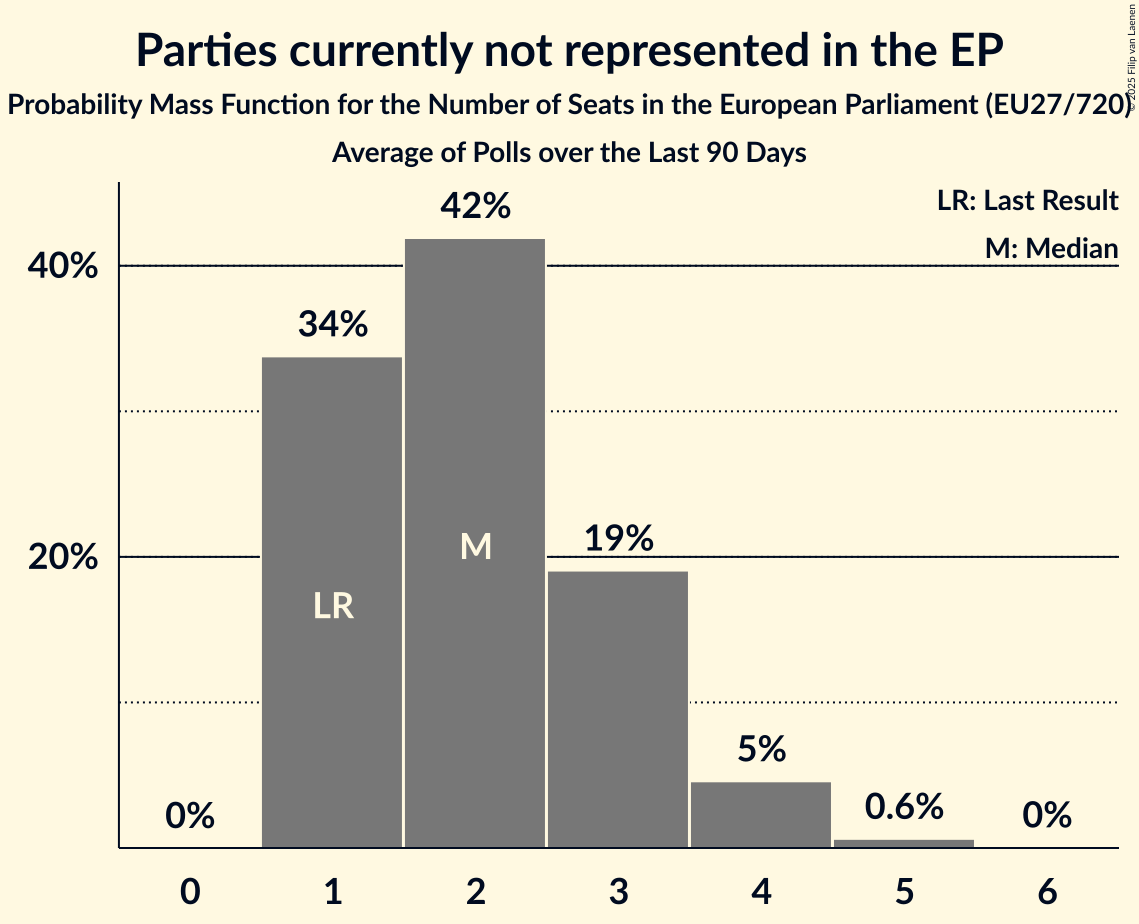 Parties currently not represented in the EP
Probability Mass Function for the Number of Seats in the European Parliament (EU27/720)
Average of Polls over the Last 90 Days
© 2025 Filip van Laenen
LR: Last Result
M: Median
40%
20%
0%
34%
42%
19%
5%
0.6%
0%
LR
M
0 1 2 3 4 5 6